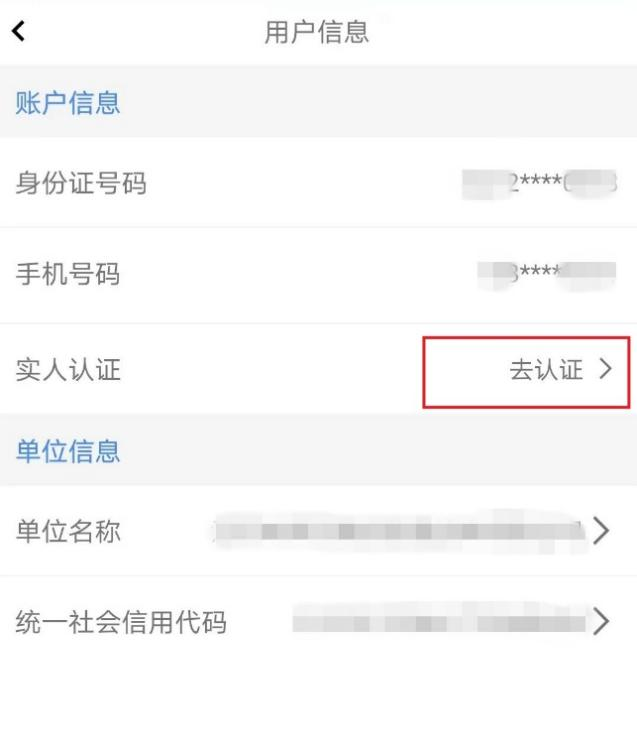 用户信息
账户信息
身份证号码 2****
手机号码 3****
实人认证 去认证
单位信息
单位名称
统一社会信用代码